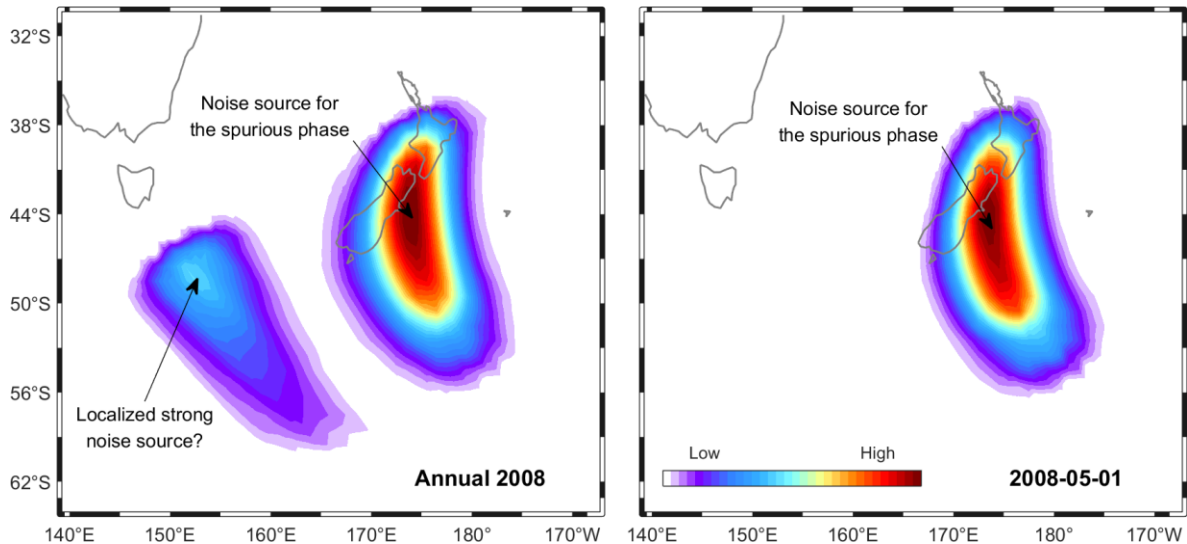 32°S
38°S
44°S
50°S
56°S
62°S
140°E
150°E
160°E
170°E
180°
170°W
Noise source for
the spurious phase
Localized strong
noise source?
Annual 2008
Noise source for
the spurious phase
Low High
2008-05-01
140°E
150°E
160°E
170°E
180°
170°W